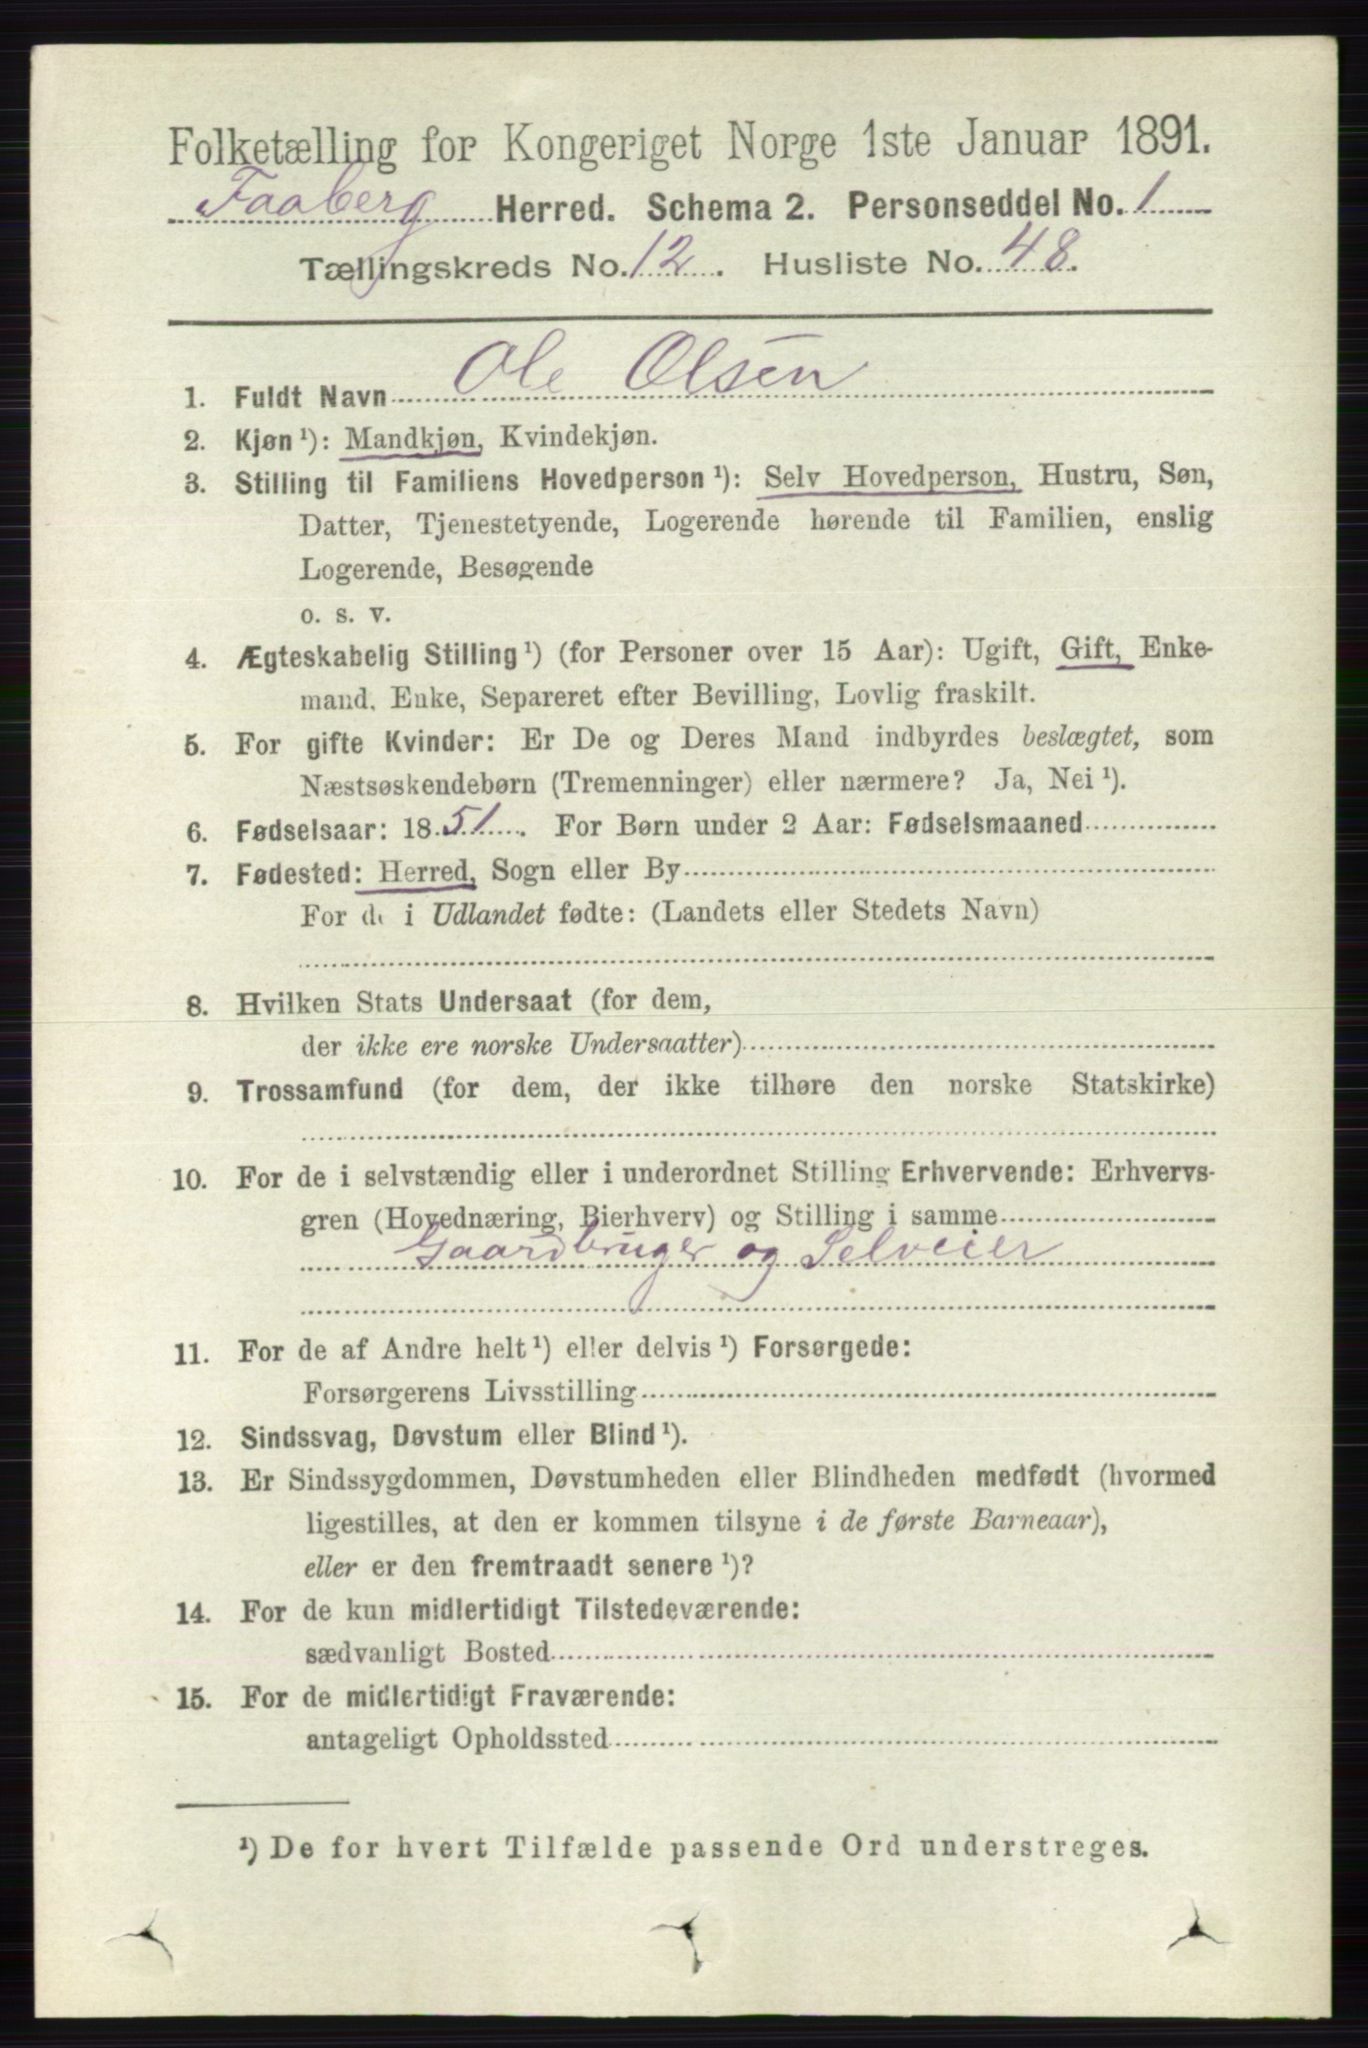 Folketælling for Kongeriget Norge 1ste Januar 1891.
Faaberg Herred. Schema 2. Personseddel No. 1
Tællingskreds No. 12. Husliste No. 48.
1. Fuldt Navn Ole Olsen
2. Kjøn ¹): Mandkjøn, Kvindekjøn.
3. Stilling til Familiens Hovedperson ¹): Selv Hovedperson, Hustru, Søn,
Datter, Tjenestetyende, Logerende hørende til Familien, enslig
Logerende, Besøgende
o. s. v.
4. Ægteskabelig Stilling ¹) (for Personer over 15 Aar): Ugift, Gift, Enke-
mand, Enke, Separeret efter Bevilling, Lovlig fraskilt.
5. For gifte Kvinder: Er De og Deres Mand indbyrdes beslægtet, som
Næstsøskendebørn (Tremenninger) eller nærmere? Ja, Nei ¹).
6. Fødselsaar: 1851. For Børn under 2 Aar: Fødselsmaaned
7. Fødested: Herred, Sogn eller By
For de i Udlandet fødte: (Landets eller Stedets Navn)
8. Hvilken Stats Undersaat (for dem,
der ikke ere norske Undersaatter)
9. Trossamfund (for dem, der ikke tilhøre den norske Statskirke)
10. For de i selvstændig eller i underordnet Stilling Erhvervende: Erhvervs-
gren (Hovednæring, Bierhverv) og Stilling i samme
Gaardbruger og Selveier
11. For de af Andre helt ¹) eller delvis ¹) Forsørgede:
Forsørgerens Livsstilling
12. Sindssvag, Døvstum eller Blind ¹).
13. Er Sindssygdommen, Døvstumheden eller Blindheden medfødt (hvormed
ligestilles, at den er kommen tilsyne i de første Barneaar),
eller er den fremtraadt senere ¹)?
14. For de kun midlertidigt Tilstedeværende:
sædvanligt Bosted
15. For de midlertidigt Fraværende:
antageligt Opholdssted
¹) De for hvert Tilfælde passende Ord understreges.